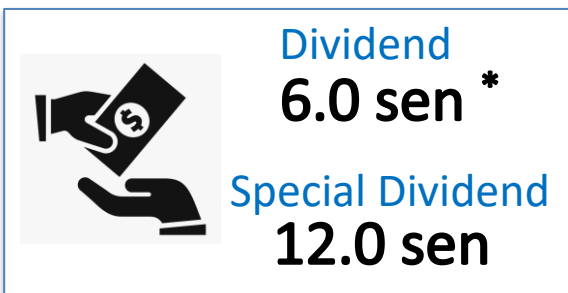 Dividend
6.0 sen *
Special Dividend
12.0 sen
$